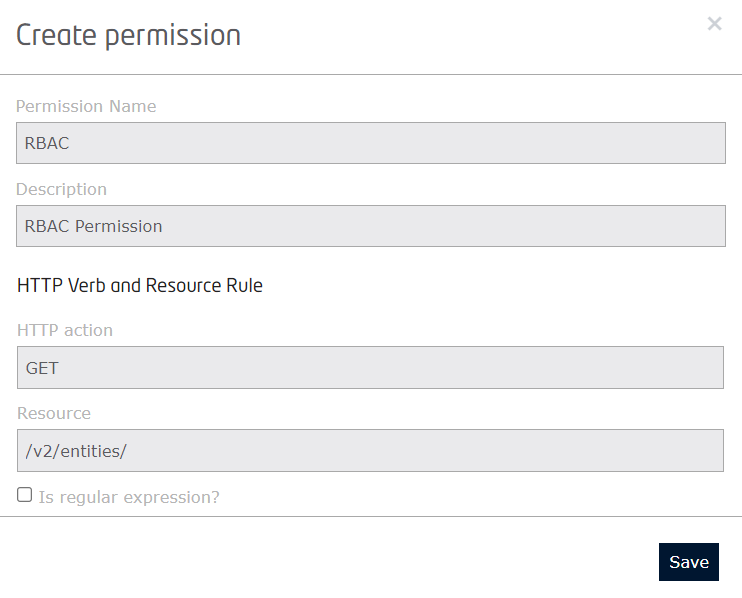 Create permission
×
Permission Name
RBAC
Description
RBAC Permission
HTTP Verb and Resource Rule
HTTP action
GET
Resource
/v2/entities/
Is regular expression?
Save